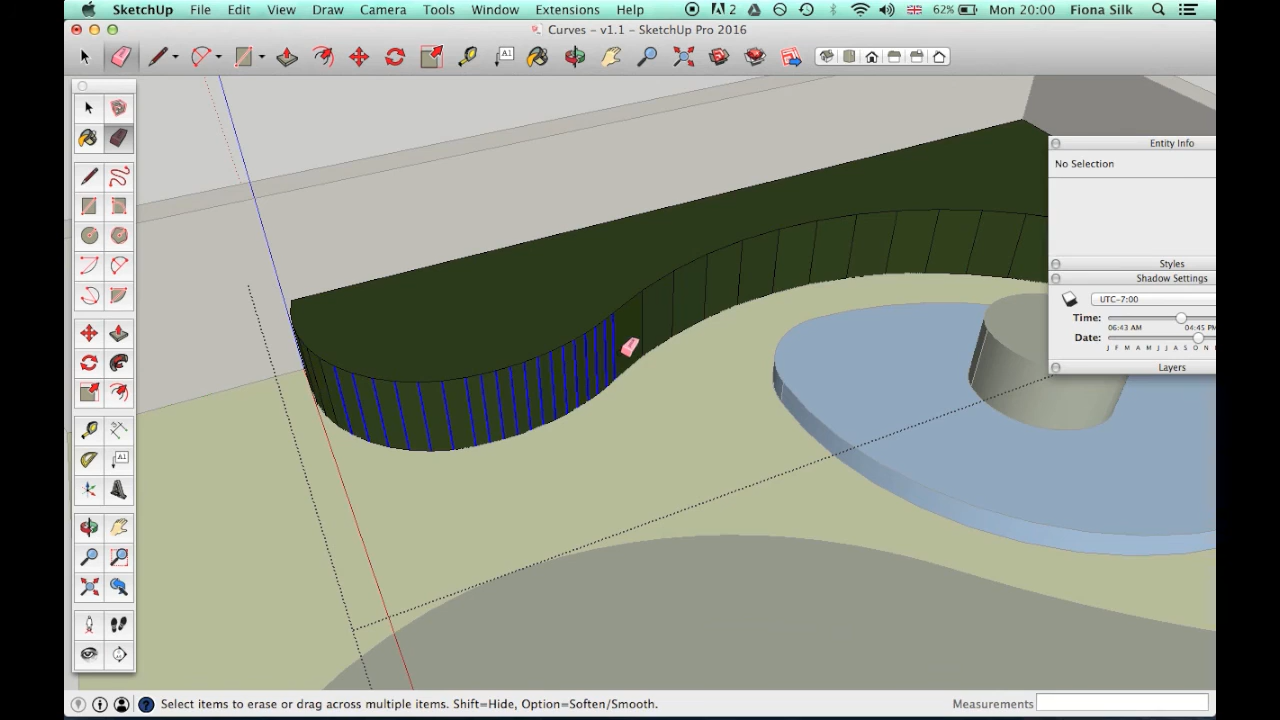 SketchUp File Edit View Draw Camera Tools Window Extensions Help 2 62% Mon 20:00 Fiona Silk
Curves – v1.1 – SketchUp Pro 2016
A1
Entity Info
No Selection
Styles
Shadow Settings
UTC-7:00
Time:
06:43 AM 04:45 PM
Date:
J F M A M J J A S O N D
Layers
A1
Select items to erase or drag across multiple items. Shift=Hide, Option=Soften/Smooth.
Measurements